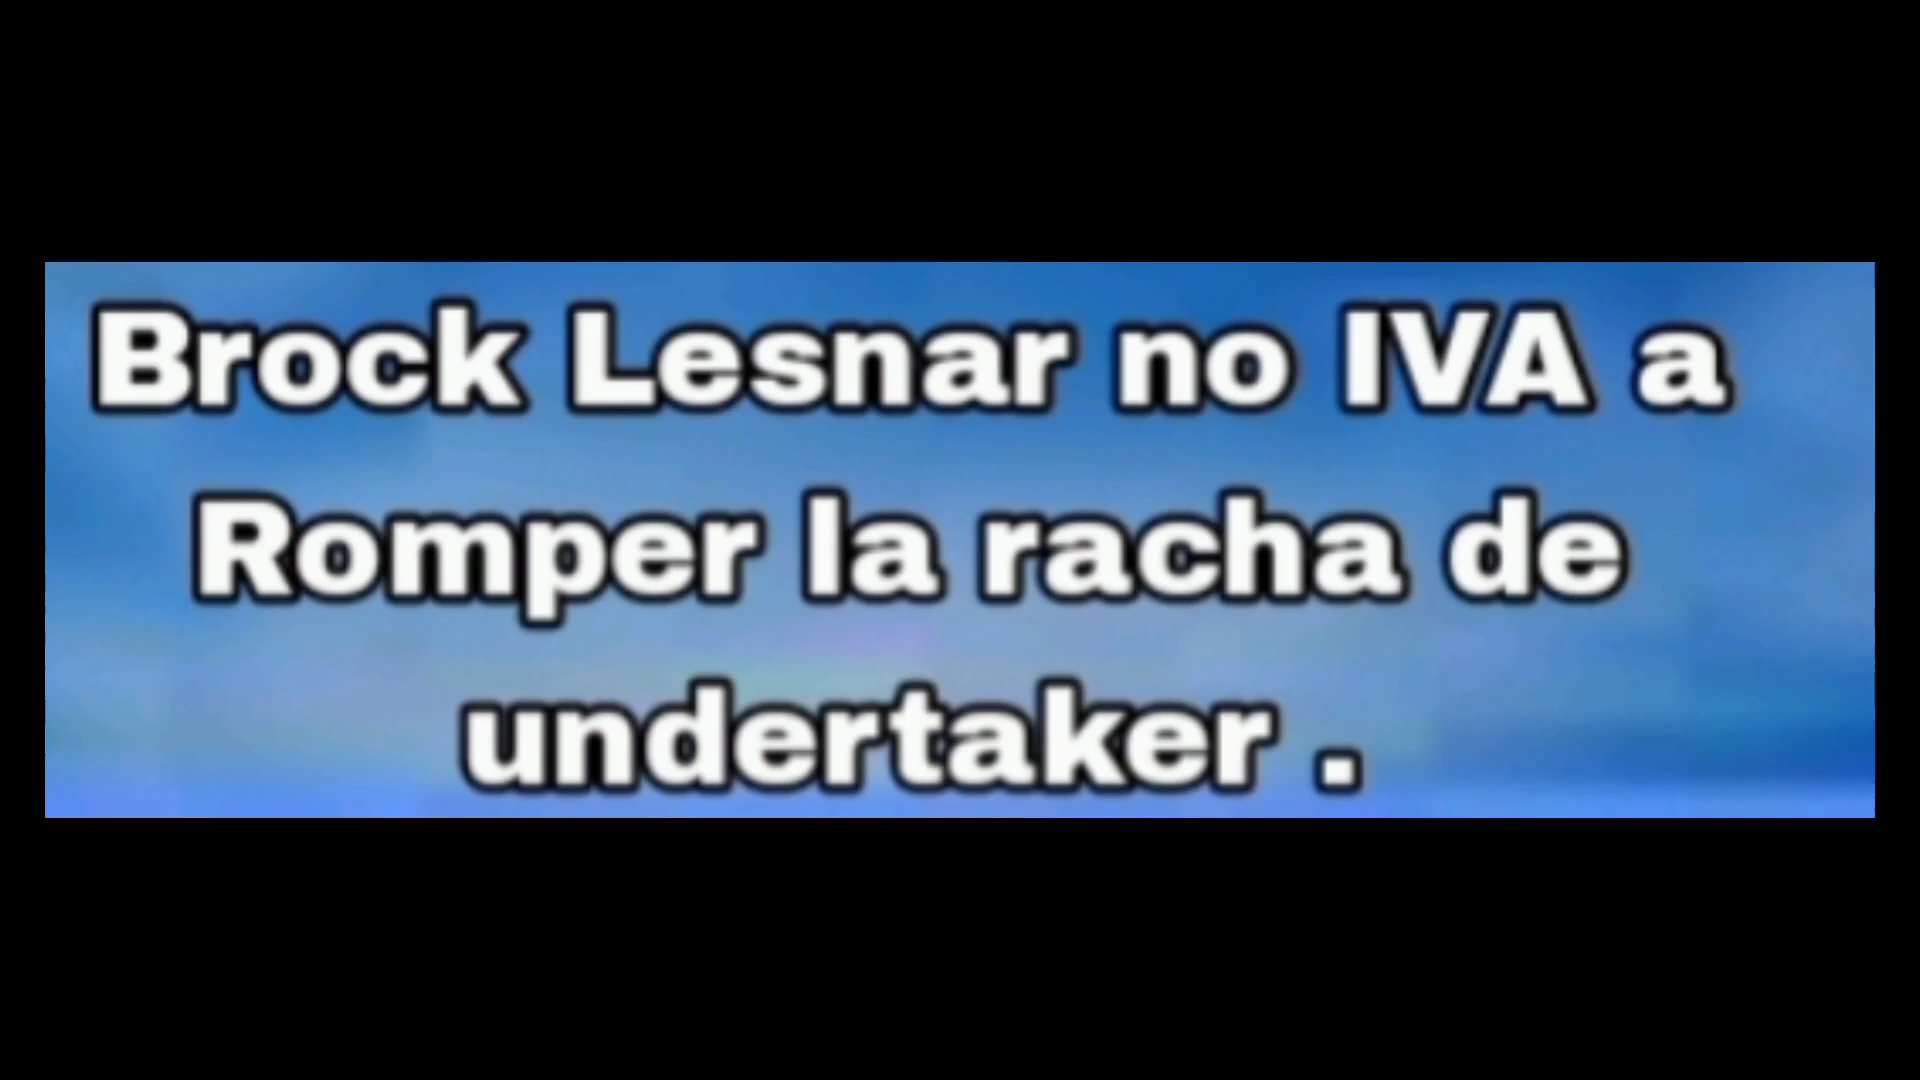 Brock Lesnar no IVA a
Romper la racha de
undertaker .